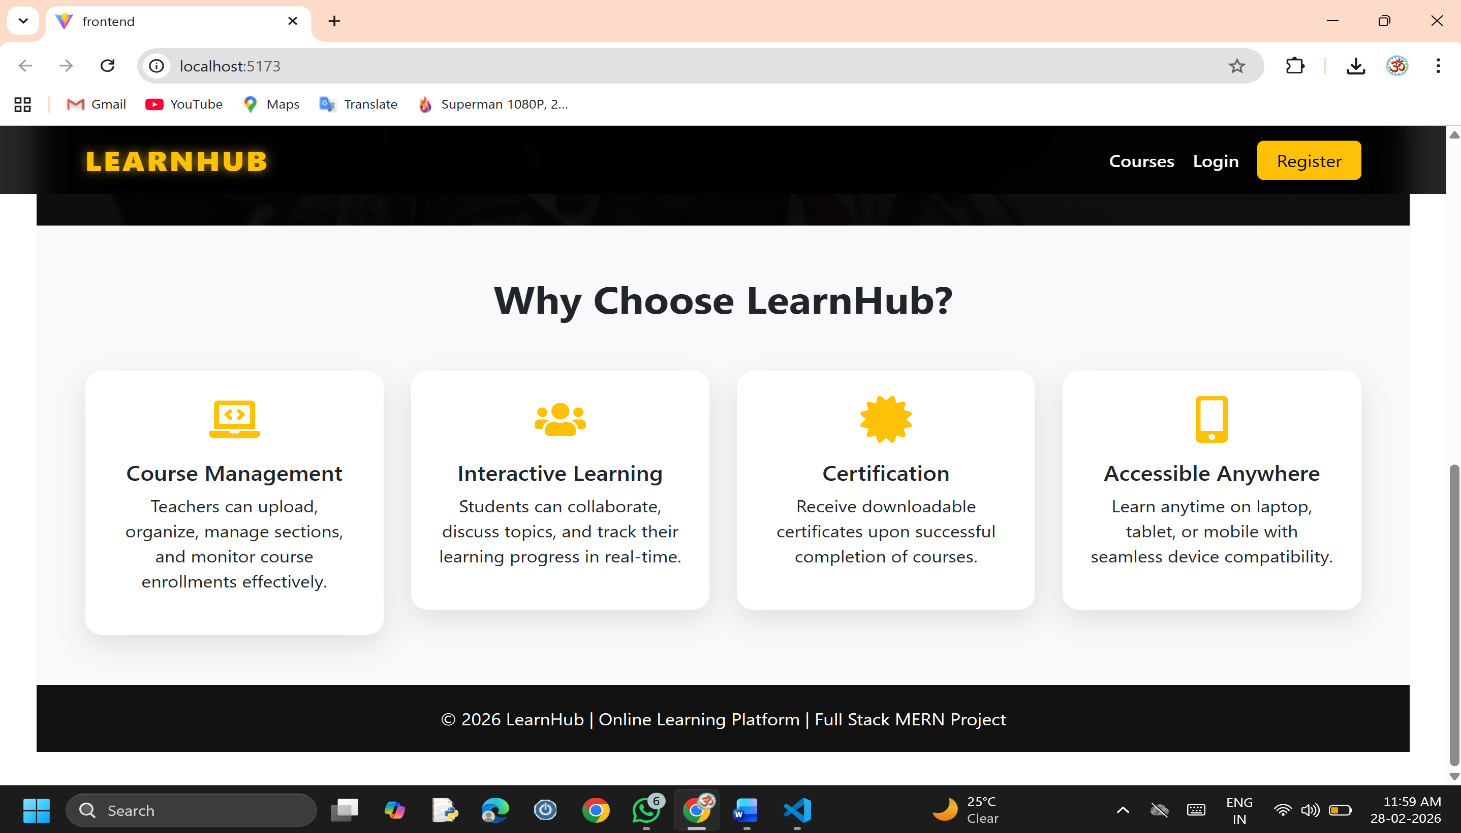 frontend
localhost:5173
Gmail YouTube Maps Translate Superman 1080P, 2...
LEARNHUB Courses Login Register
Why Choose LearnHub?
Course Management
Teachers can upload,
organize, manage sections,
and monitor course
enrollments effectively.
Interactive Learning
Students can collaborate,
discuss topics, and track their
learning progress in real-time.
Certification
Receive downloadable
certificates upon successful
completion of courses.
Accessible Anywhere
Learn anytime on laptop,
tablet, or mobile with
seamless device compatibility.
© 2026 LearnHub | Online Learning Platform | Full Stack MERN Project
Search
6
25°C
Clear
ENG
IN
11:59 AM
28-02-2026